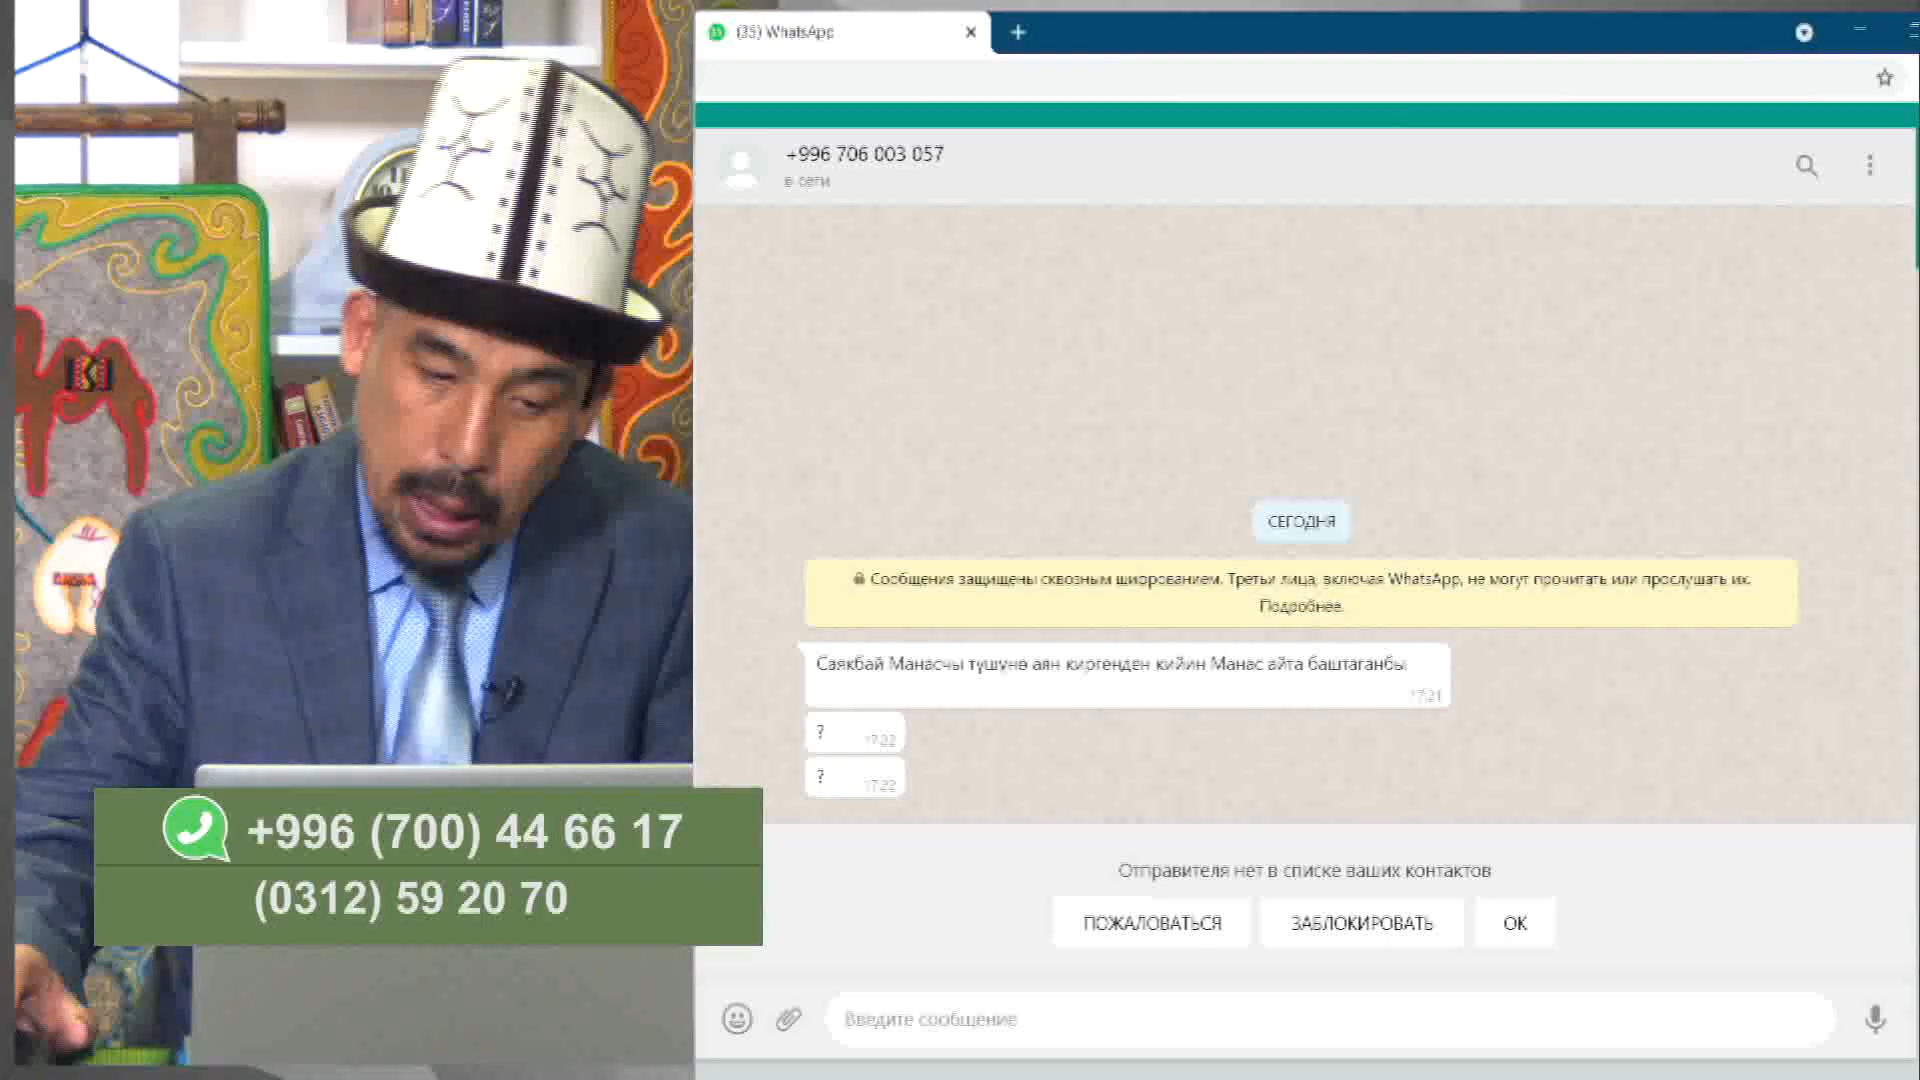 (35) WhatsApp
+996 706 003 057
в сети
СЕГОДНЯ
Сообщения защищены сквозным шифрованием. Третьи лица, включая WhatsApp, не могут прочитать или прослушать их.
Подробнее.
Саякбай Манасчы түшүнө аян киргенден кийин Манас айта баштаганбы
17:21
?
17:22
?
17:22
+996 (700) 44 66 17
(0312) 59 20 70
Отправителя нет в списке ваших контактов
ПОЖАЛОВАТЬСЯ
ЗАБЛОКИРОВАТЬ
ОК
Введите сообщение